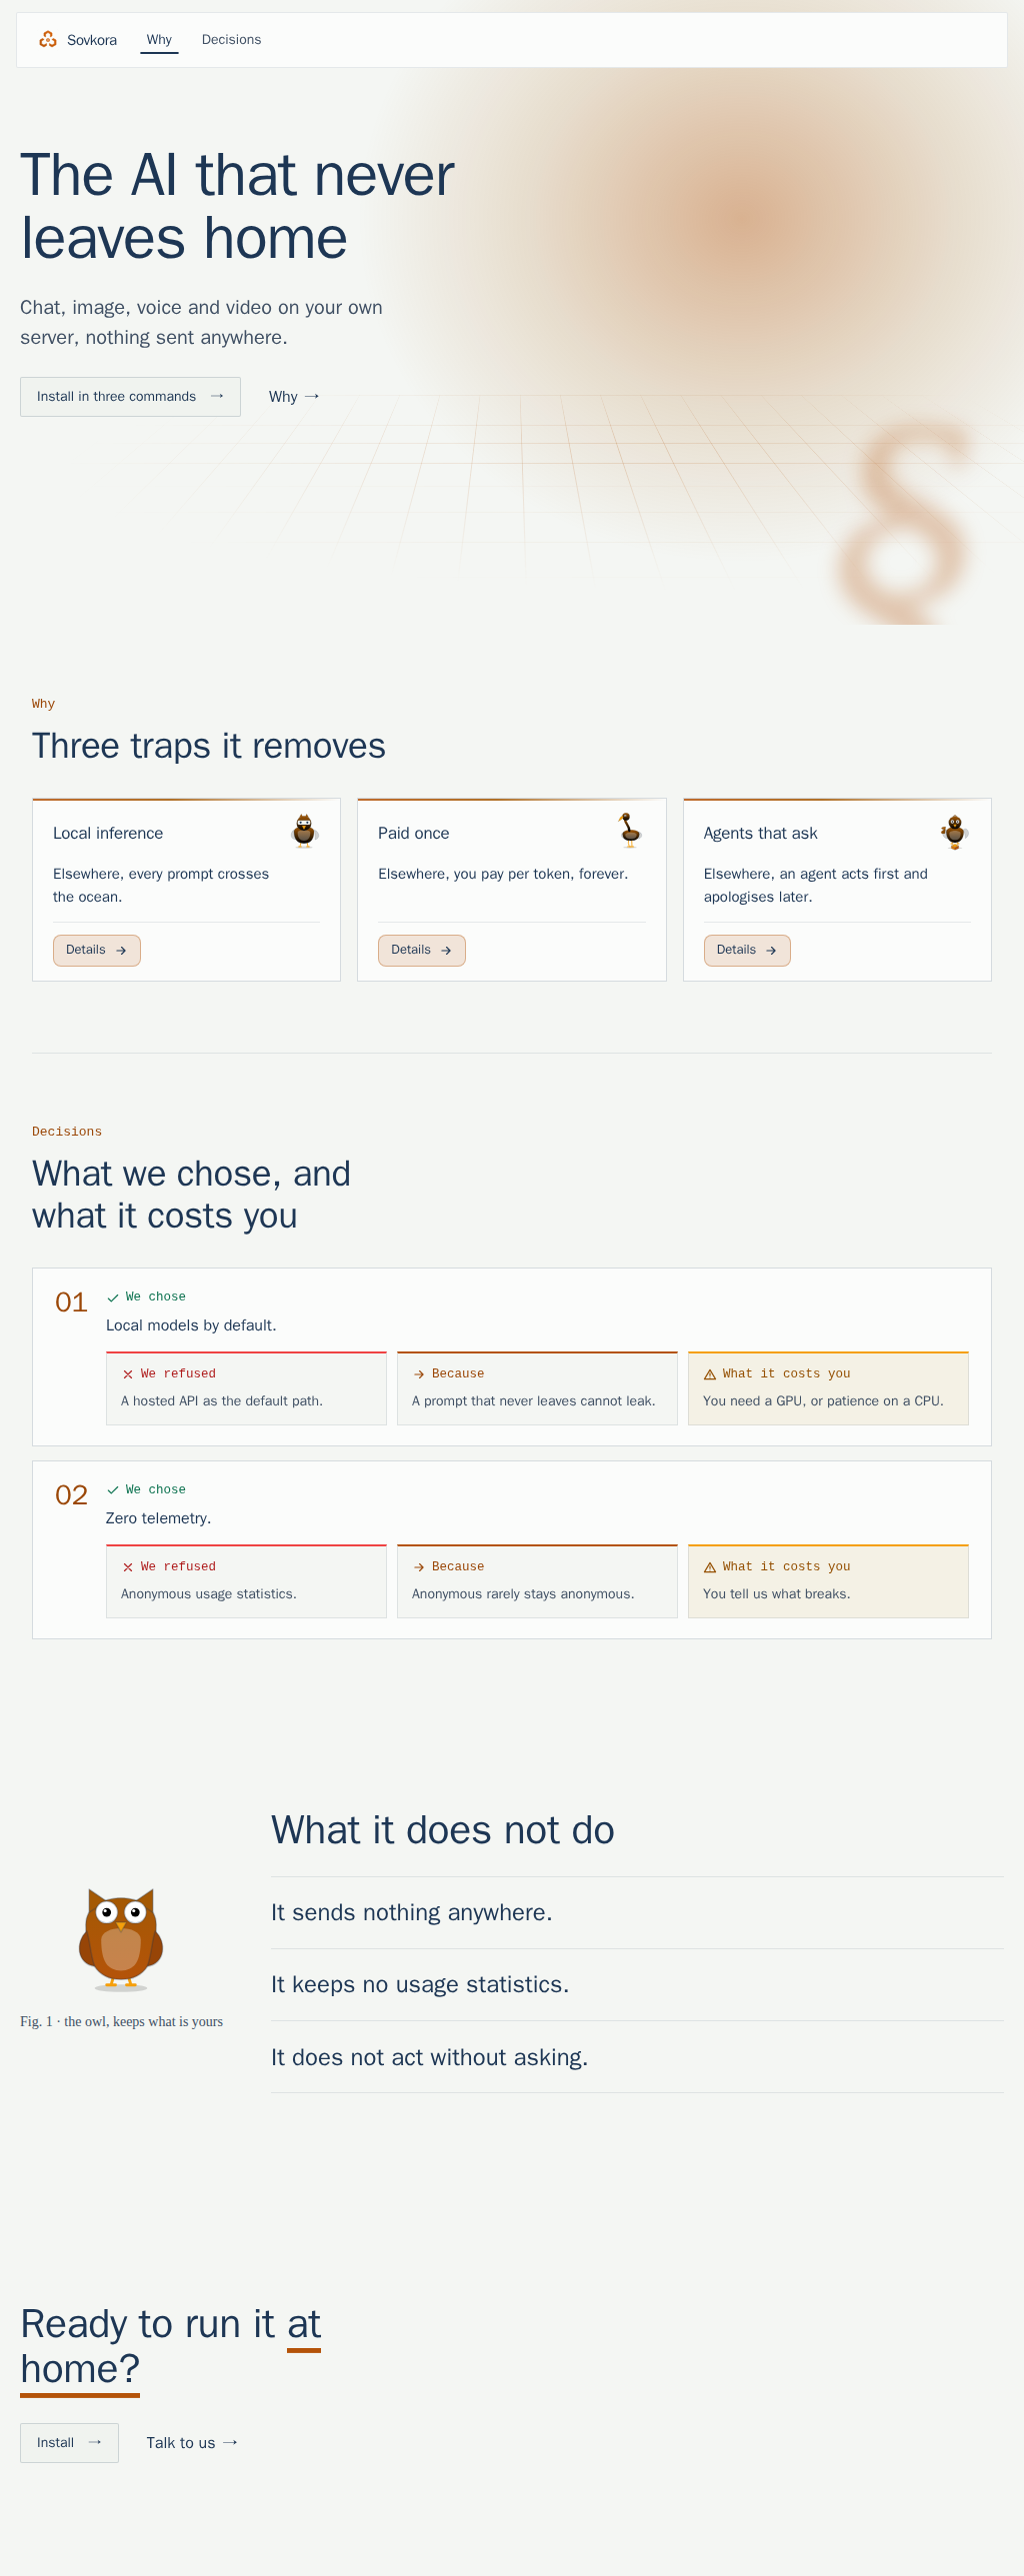 Sovkora
Why
Decisions
The AI that never
leaves home
Chat, image, voice and video on your own
server, nothing sent anywhere.
Install in three commands →
Why →
Why
Three traps it removes
Local inference
Elsewhere, every prompt crosses
the ocean.
Details →
Paid once
Elsewhere, you pay per token, forever.
Details →
Agents that ask
Elsewhere, an agent acts first and
apologises later.
Details →
Decisions
What we chose, and
what it costs you
01
We chose
Local models by default.
We refused
A hosted API as the default path.
→ Because
A prompt that never leaves cannot leak.
What it costs you
You need a GPU, or patience on a CPU.
02
We chose
Zero telemetry.
We refused
Anonymous usage statistics.
→ Because
Anonymous rarely stays anonymous.
What it costs you
You tell us what breaks.
What it does not do
It sends nothing anywhere.
It keeps no usage statistics.
It does not act without asking.
Fig. 1 · the owl, keeps what is yours
Ready to run it at
home?
Install →
Talk to us →